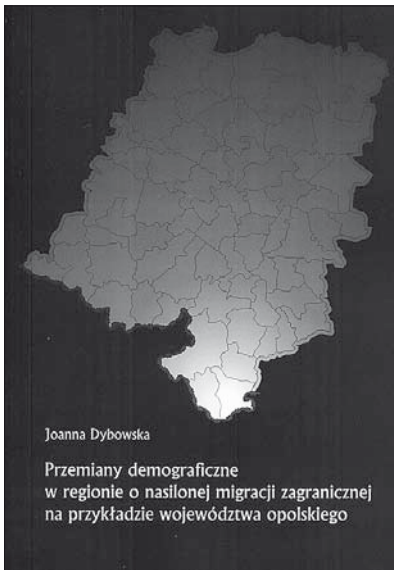 Joanna Dybowska
Przemiany demograficzne
w regionie o nasilonej migracji zagranicznej
na przykładzie województwa opolskiego